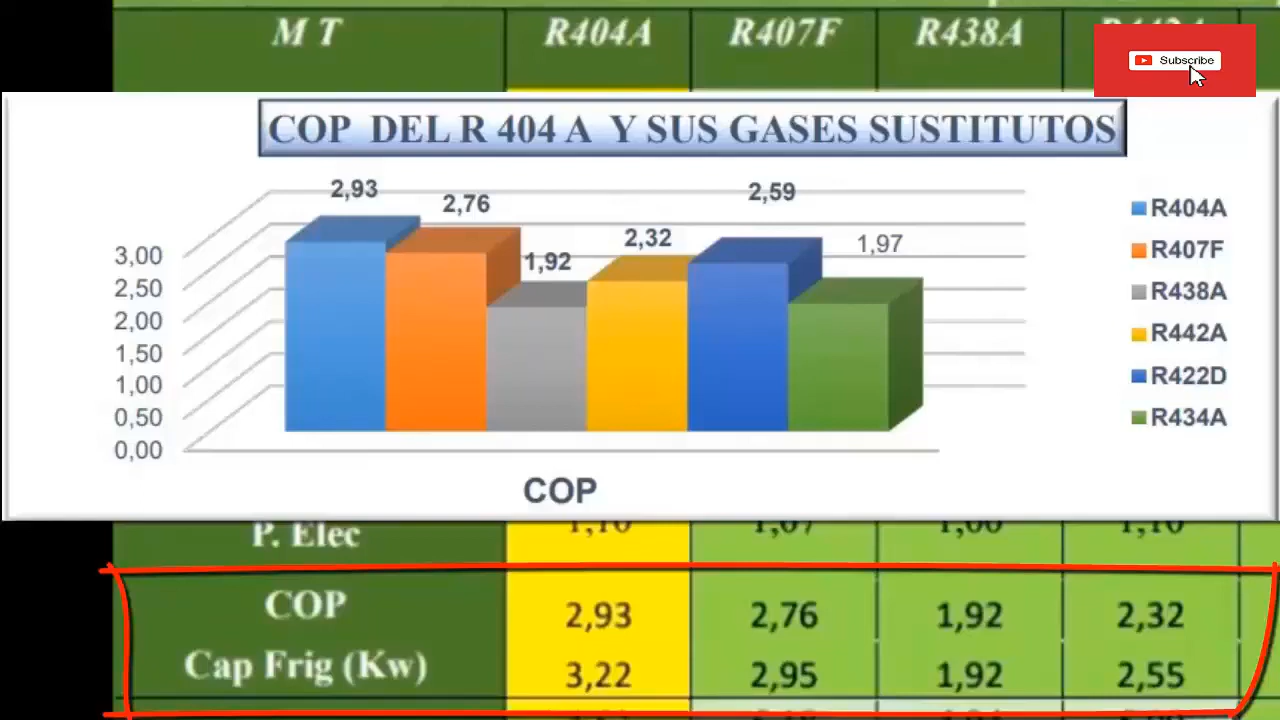 M T R404A R407F R438A
Subscribe
COP DEL R 404 A Y SUS GASES SUSTITUTOS
2,93 2,76 1,92 2,32 2,59 1,97
3,00
2,50
2,00
1,50
1,00
0,50
0,00
COP
R404A
R407F
R438A
R442A
R422D
R434A
P. Elec
COP 2,93 2,76 1,92 2,32
Cap Frig (Kw) 3,22 2,95 1,92 2,55